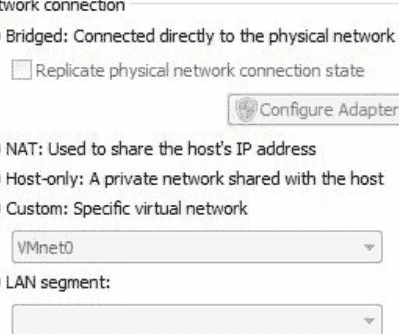 twork connection
Bridged: Connected directly to the physical network
Replicate physical network connection state
Configure Adapter
NAT: Used to share the host's IP address
Host-only: A private network shared with the host
Custom: Specific virtual network
VMnet0
LAN segment: